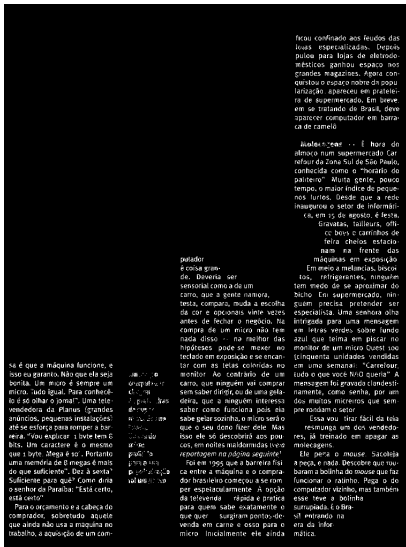 sa é que a máquina funcione, e
isso eu garanto. Não que ela seja
bonita. Um micro é sempre um
micro. Tudo igual. Para conhecê-
lo é só olhar o jornal". Uma tele-
vendedora da Planus (grandes
anúncios, pequenas instalações)
até se esforça para romper a bar-
reira. "Vou explicar: 1 byte tem 8
bits. Um caractere é o mesmo
que 1 byte. Mega é so". Portanto
uma memória de 8 megas é mais
do que suficiente". Dez à sexta?
Suficiente para quê? Como diria
o senhor da Paraíba: "Está certo,
está certo"
Para o orçamento e a cabeça do
comprador, sobretudo aquele
que ainda não usa a máquina no
trabalho, a aquisição de um com-
putador
é coisa gran-
de. Deveria ser
sensorial como a de um
carro, que a gente namora,
testa, compara, muda a escolha
da cor e opcionais vinte vezes
antes de fechar o negócio. Na
compra de um micro não tem
nada disso -- na melhor das
hipóteses pode-se mexer no
teclado em exposição e se encan-
tar com as telas coloridas no
monitor. Ao contrário de um
carro, que ninguém vai comprar
sem saber dirigir, ou de uma gela-
deira, que a ninguém interessa
saber como funciona pois ela
sabe gelar sozinha, o micro será o
que o seu dono fizer dele. Mas
isso ele só descobrirá aos pou-
cos, em noites maldormidas (veja
reportagem na página seguinte)
Foi em 1995 que a barreira físi-
ca entre a máquina e o compra-
dor brasileiro começou a se rom-
per espetacularmente. A opção
da televenda rápida e prática
para quem sabe exatamente o
que quer surgiram pontos-de-
venda em carne e osso para o
micro. Inicialmente ele ainda
ficou confinado aos feudos das
lojas especializadas. Depois
pulou para lojas de eletrodo-
mésticos, ganhou espaço nos
grandes magazines. Agora con-
quistou o espaço nobre da popu-
larização: apareceu em pratelei-
ra de supermercado. Em breve,
em se tratando de Brasil, deve
aparecer computador em barra-
ca de camelô
Molecagens -- É hora do
almoço num supermercado Car-
refour da Zona Sul de São Paulo,
conhecida como o "horário do
paliteiro". Muita gente, pouco
tempo, o maior índice de peque-
nos furtos. Desde que a rede
inaugurou o setor de informáti-
ca, em 15 de agosto, é festa.
Gravatas, tailleurs, offi-
ce boys e carrinhos de
feira cheios estacio-
nam na frente das
máquinas em exposição
Em meio a melancias, biscoi-
tos, refrigerantes, ninguém
tem medo de se aproximar do
bicho. Em supermercado, nin-
guém precisa pretender ser
especialista. Uma senhora olha
intrigada para uma mensagem
em letras verdes sobre fundo
azul que teima em piscar no
monitor de um micro Quest 100
(cinquenta unidades vendidas
em uma semana): "Carrefour,
tudo o que você NÃO queria". A
mensagem foi gravada clandesti-
namente, como senha, por um
dos muitos micreiros que sem-
pre rondam o setor
Essa vou tirar fácil da tela
resmunga um dos vendedo-
res, já treinado em apagar as
molecagens.
Ele pega o mouse. Sacoleja
a peça, e nada. Descobre que rou-
baram a bolinha do mouse que faz
funcionar o ratinho. Pega o do
computador vizinho, mas também
esse teve a bolinha
surrupiada. É o Bra-
sil entrando na
era da infor-
mática.